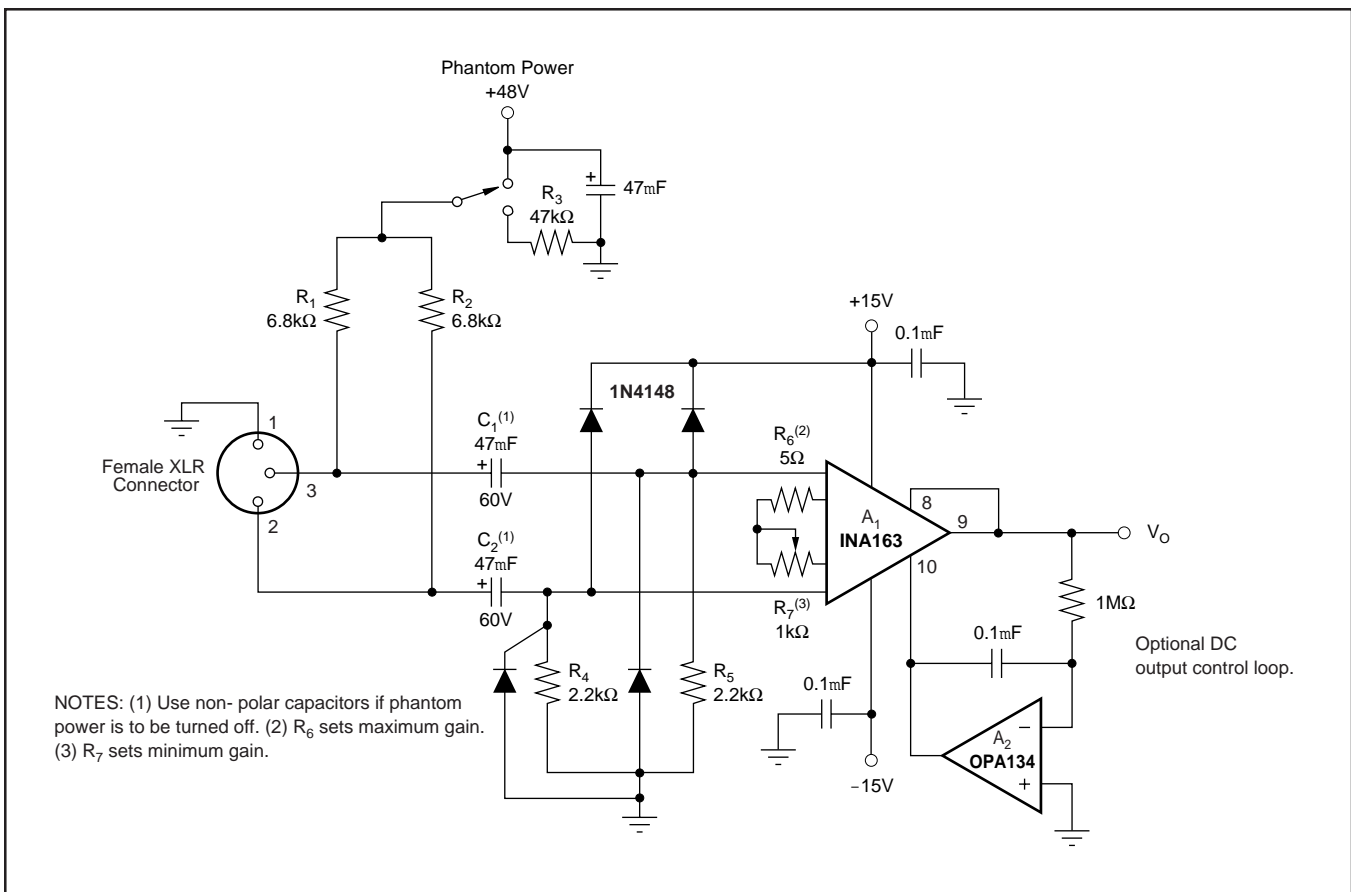 Phantom Power
+48V
+
47mF
R3
47kΩ
R1
6.8kΩ
R2
6.8kΩ
+15V
0.1mF
1N4148
1
Female XLR
Connector
3
2
C1(1)
47mF
+
60V
C2(1)
47mF
+
60V
R6(2)
5Ω
R7(3)
1kΩ
A1
INA163
8
9
10
VO
1MΩ
0.1mF
Optional DC
output control loop.
R4
2.2kΩ
R5
2.2kΩ
0.1mF
−15V
A2
OPA134
−
+
NOTES: (1) Use non- polar capacitors if phantom
power is to be turned off. (2) R6 sets maximum gain.
(3) R7 sets minimum gain.